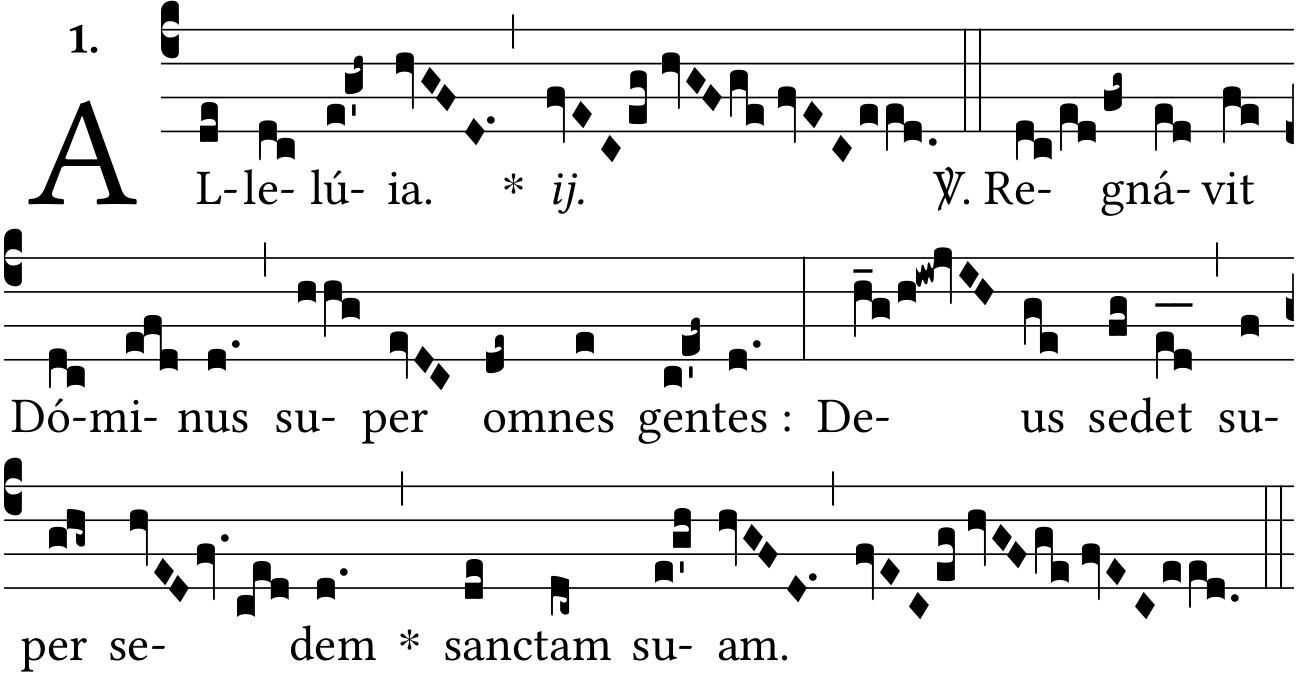 1.
AL-le- lú- ia. * ij. ℣. Re- gná- vit
Dó-mi- nus su- per omnes gentes : De- us sedet su-
per se- dem * sanctam su- am.